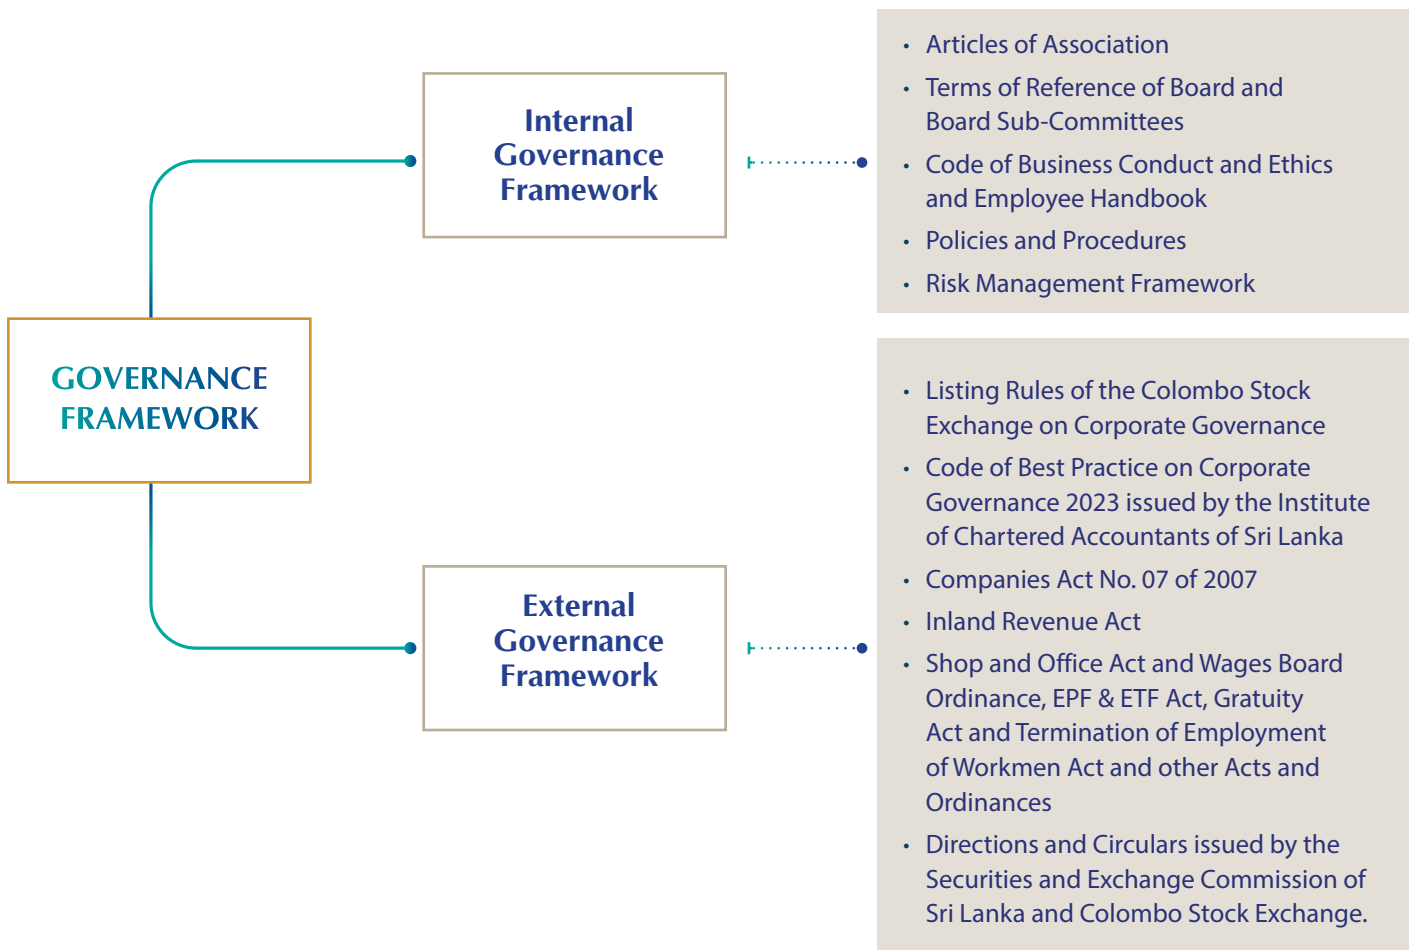 GOVERNANCE
FRAMEWORK
Internal
Governance
Framework
• Articles of Association
• Terms of Reference of Board and
Board Sub-Committees
• Code of Business Conduct and Ethics
and Employee Handbook
• Policies and Procedures
• Risk Management Framework
External
Governance
Framework
• Listing Rules of the Colombo Stock
Exchange on Corporate Governance
• Code of Best Practice on Corporate
Governance 2023 issued by the Institute
of Chartered Accountants of Sri Lanka
• Companies Act No. 07 of 2007
• Inland Revenue Act
• Shop and Office Act and Wages Board
Ordinance, EPF & ETF Act, Gratuity
Act and Termination of Employment
of Workmen Act and other Acts and
Ordinances
• Directions and Circulars issued by the
Securities and Exchange Commission of
Sri Lanka and Colombo Stock Exchange.